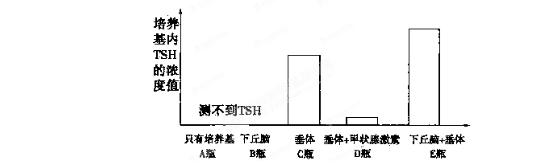 培养
基内
TSH
的浓
度值
测不到TSH
只有培养基 下丘脑 垂体 垂体+甲状腺激素 下丘脑+垂体
A瓶 B瓶 C瓶 D瓶 E瓶